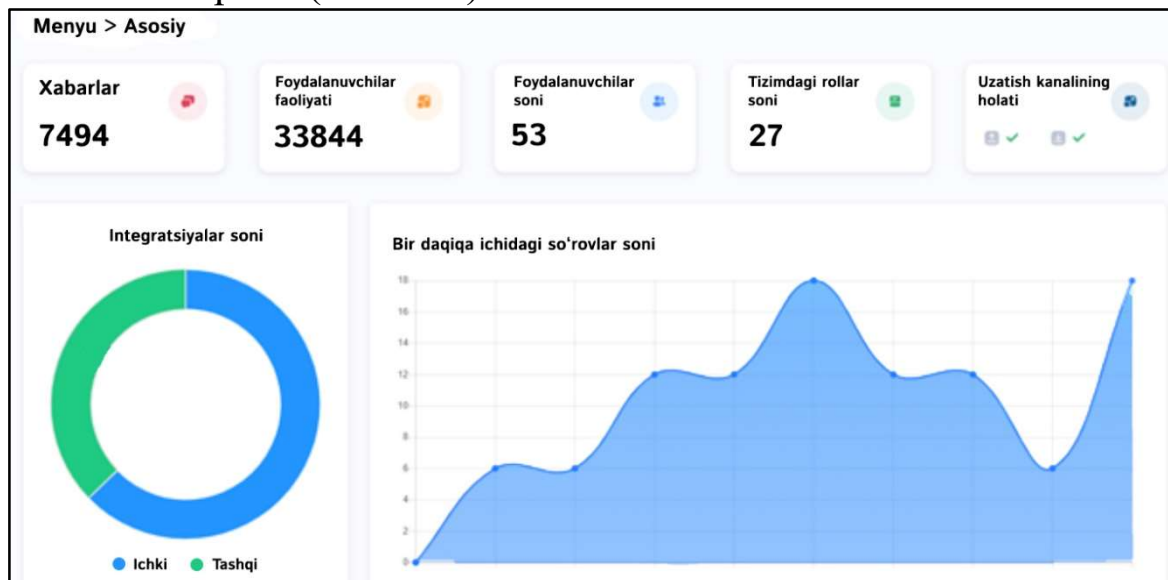 Menyu > Asosiy
Xabarlar
7494
Foydalanuvchilar
faoliyati
33844
Foydalanuvchilar
soni
53
Tizimdagi rollar
soni
27
Uzatish kanalining
holati
Integratsiyalar soni
Ichki
Tashqi
Bir daqiqa ichidagi so‘rovlar soni
18
16
14
12
10
8
6
4
2
0